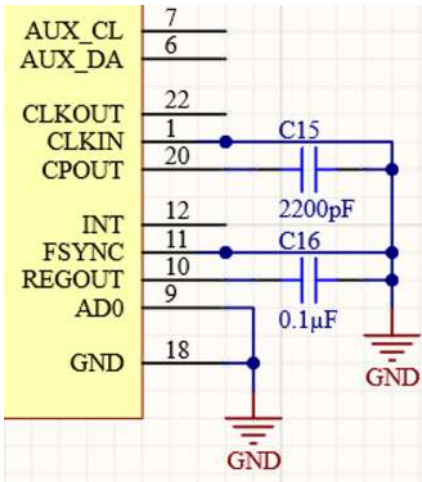 AUX_CL 7
AUX_DA 6
CLKOUT 22
CLKIN 1 C15
CPOUT 20
2200pF
INT 12
FSYNC 11 C16
REGOUT 10
0.1µF
AD0 9
GND 18
GND
GND